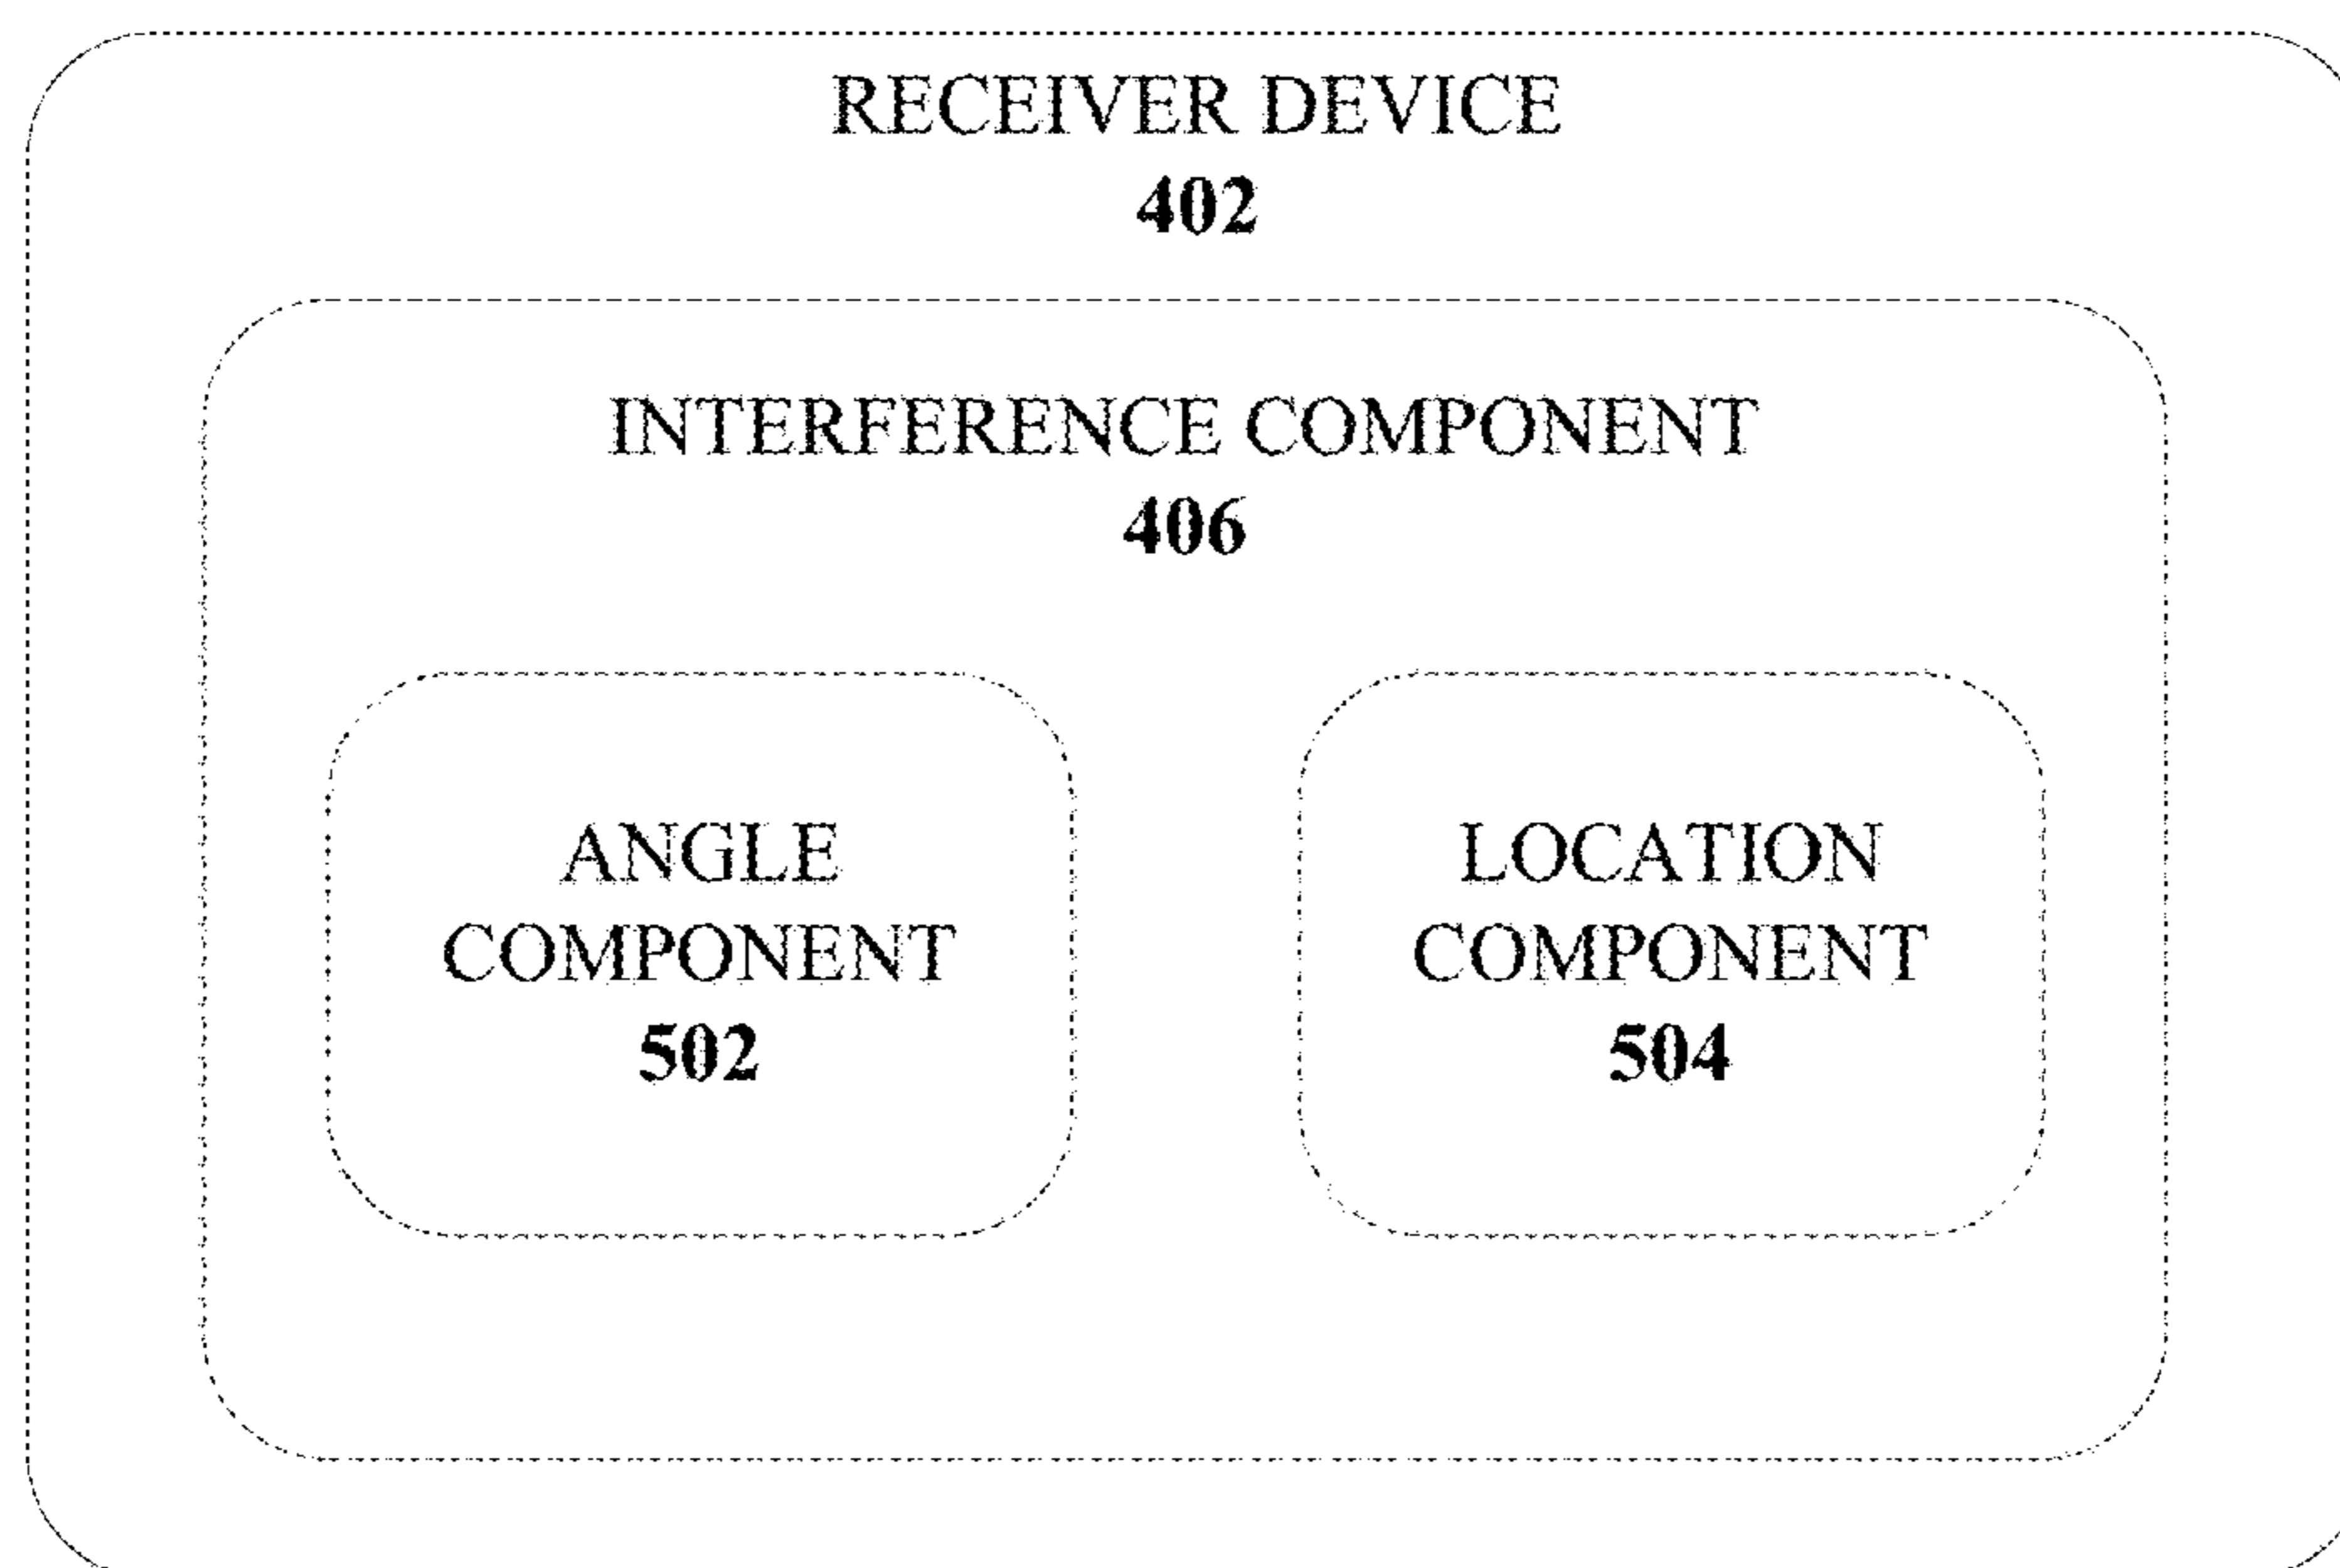 RECEIVER DEVICE
402
INTERFERENCE COMPONENT
406
ANGLE
COMPONENT
502
LOCATION
COMPONENT
504